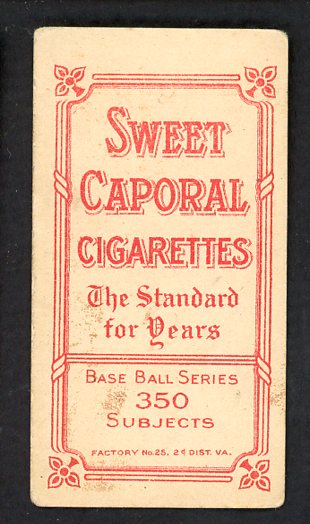 SWEET
CAPORAL
CIGARETTES
The Standard
for Years
BASE BALL SERIES
350
SUBJECTS
FACTORY No. 25, 2d DIST. VA.